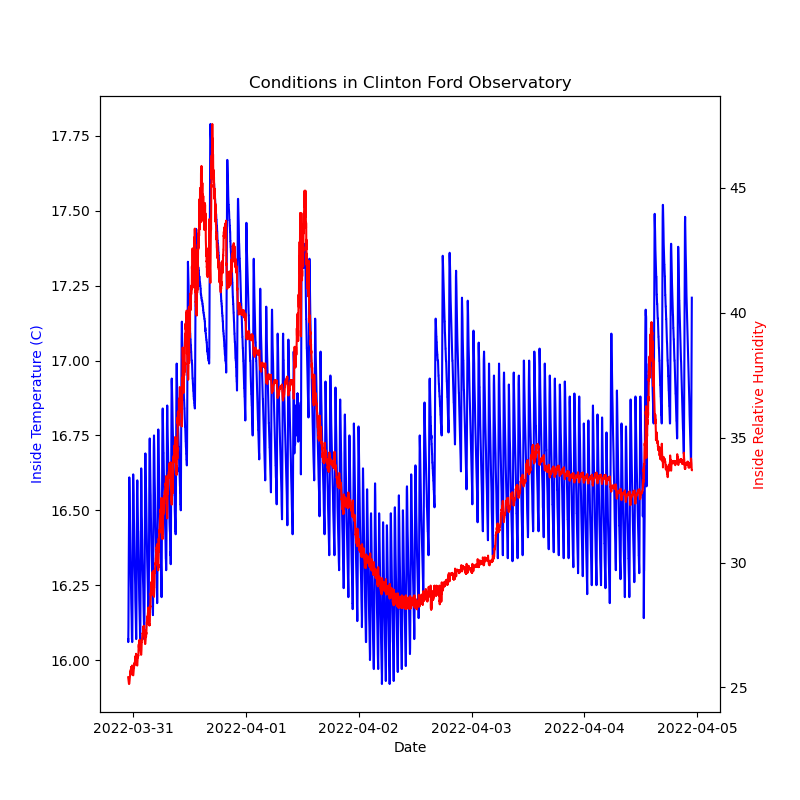 Conditions in Clinton Ford Observatory
17.75
17.50
17.25
17.00
16.75
16.50
16.25
16.00
Inside Temperature (C)
45
40
35
30
25
Inside Relative Humidity
2022-03-31 2022-04-01 2022-04-02 2022-04-03 2022-04-04 2022-04-05
Date